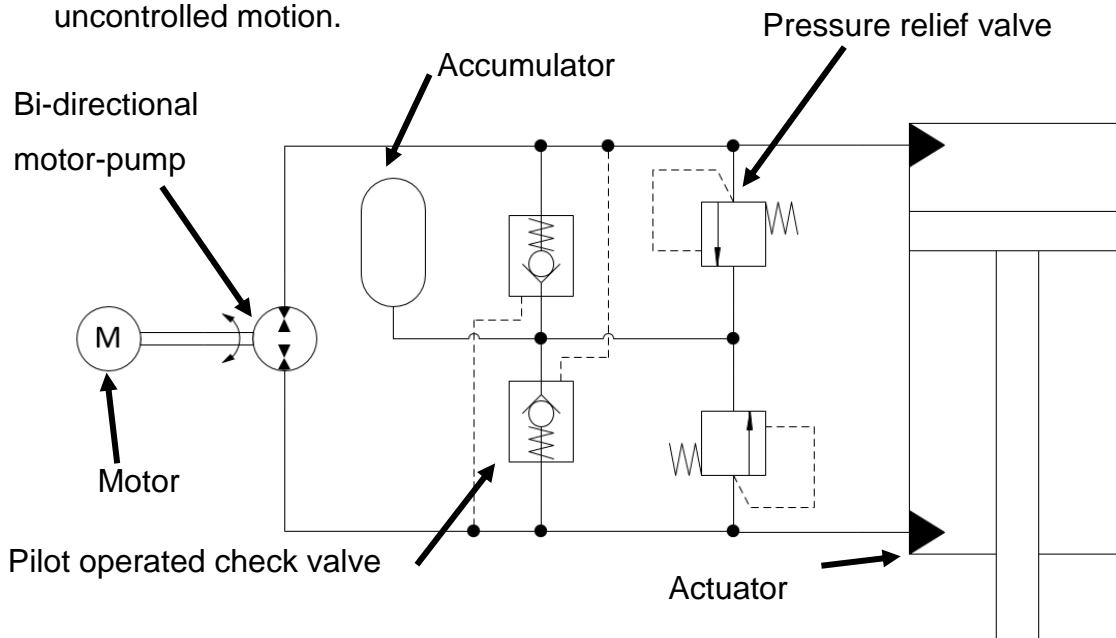 uncontrolled motion.
Pressure relief valve
Accumulator
Bi-directional
motor-pump
M
Motor
Pilot operated check valve
Actuator